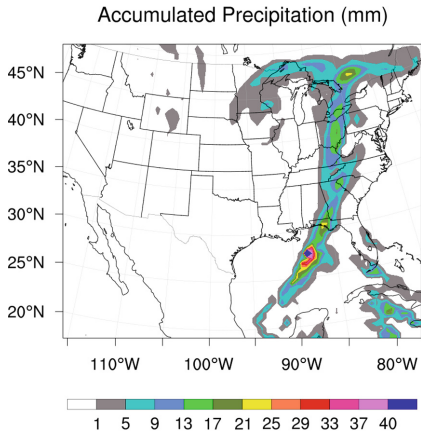 Accumulated Precipitation (mm)
45°N
40°N
35°N
30°N
25°N
20°N
110°W 100°W 90°W 80°W
1 5 9 13 17 21 25 29 33 37 40